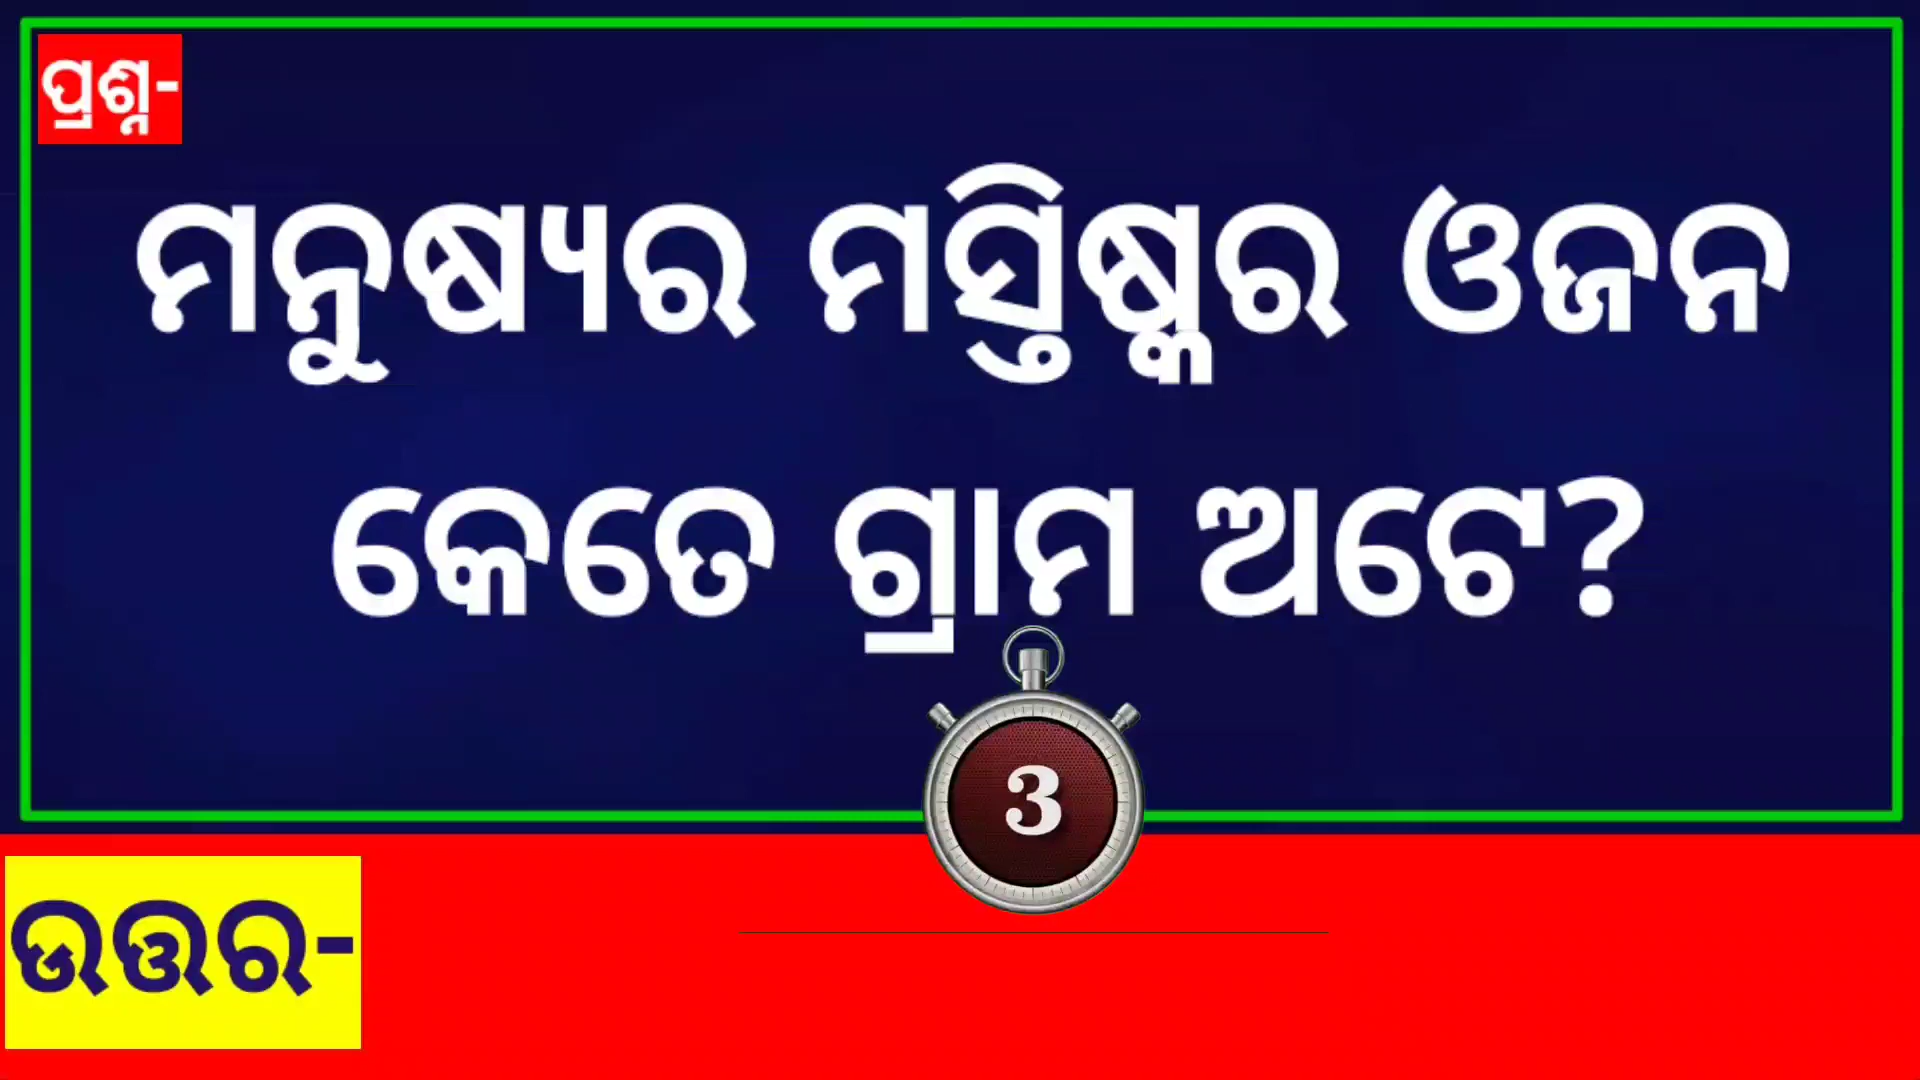 ପ୍ରଶ୍ନ-
ମନୁଷ୍ୟର ମସ୍ତିଷ୍କର ଓଜନ
କେତେ ଗ୍ରାମ ଅଟେ?
3
ଉତ୍ତର-